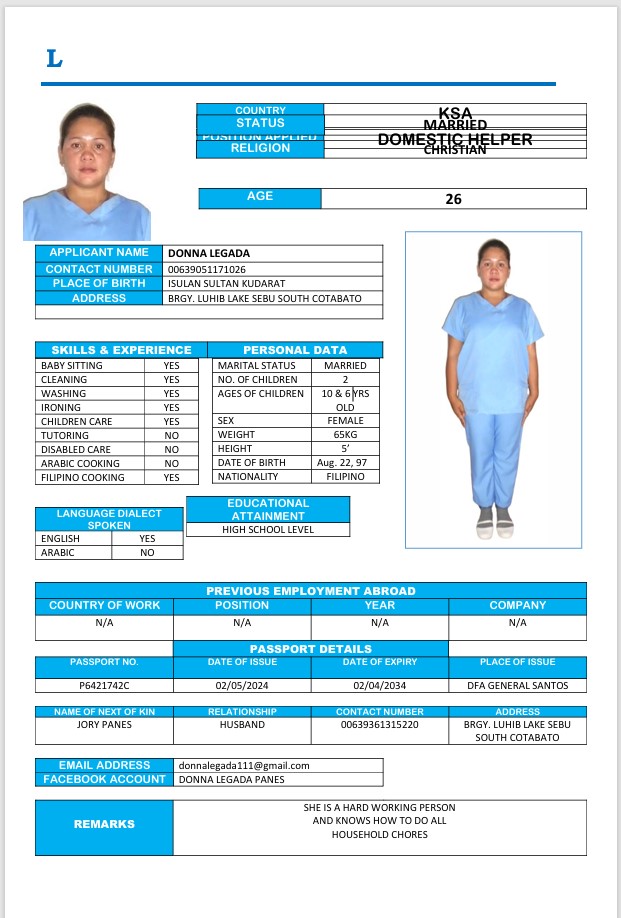 L
COUNTRY KSA
STATUS MARRIED
POSITION APPLIED DOMESTIC HELPER
RELIGION CHRISTIAN
AGE 26
APPLICANT NAME DONNA LEGADA
CONTACT NUMBER 00639051171026
PLACE OF BIRTH ISULAN SULTAN KUDARAT
ADDRESS BRGY. LUHIB LAKE SEBU SOUTH COTABATO
SKILLS & EXPERIENCE
BABY SITTING YES
CLEANING YES
WASHING YES
IRONING YES
CHILDREN CARE YES
TUTORING NO
DISABLED CARE NO
ARABIC COOKING NO
FILIPINO COOKING YES
PERSONAL DATA
MARITAL STATUS MARRIED
NO. OF CHILDREN 2
AGES OF CHILDREN 10 & 6 YRS
OLD
SEX FEMALE
WEIGHT 65KG
HEIGHT 5’
DATE OF BIRTH Aug. 22, 97
NATIONALITY FILIPINO
LANGUAGE DIALECT
SPOKEN
ENGLISH YES
ARABIC NO
EDUCATIONAL
ATTAINMENT
HIGH SCHOOL LEVEL
PREVIOUS EMPLOYMENT ABROAD
COUNTRY OF WORK POSITION YEAR COMPANY
N/A N/A N/A N/A
PASSPORT DETAILS
PASSPORT NO. DATE OF ISSUE DATE OF EXPIRY PLACE OF ISSUE
P6421742C 02/05/2024 02/04/2034 DFA GENERAL SANTOS
NAME OF NEXT OF KIN RELATIONSHIP CONTACT NUMBER ADDRESS
JORY PANES HUSBAND 00639361315220 BRGY. LUHIB LAKE SEBU
SOUTH COTABATO
EMAIL ADDRESS donnalegada111@gmail.com
FACEBOOK ACCOUNT DONNA LEGADA PANES
REMARKS
SHE IS A HARD WORKING PERSON
AND KNOWS HOW TO DO ALL
HOUSEHOLD CHORES